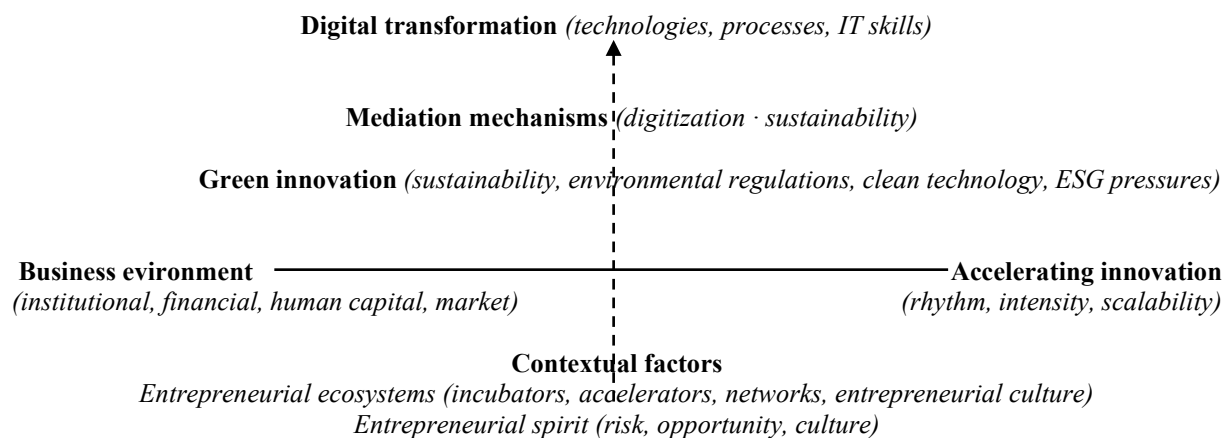 Digital transformation (technologies, processes, IT skills)
Mediation mechanisms (digitization · sustainability)
Green innovation (sustainability, environmental regulations, clean technology, ESG pressures)
Business evironment
(institutional, financial, human capital, market)
Accelerating innovation
(rhythm, intensity, scalability)
Contextual factors
Entrepreneurial ecosystems (incubators, accelerators, networks, entrepreneurial culture)
Entrepreneurial spirit (risk, opportunity, culture)